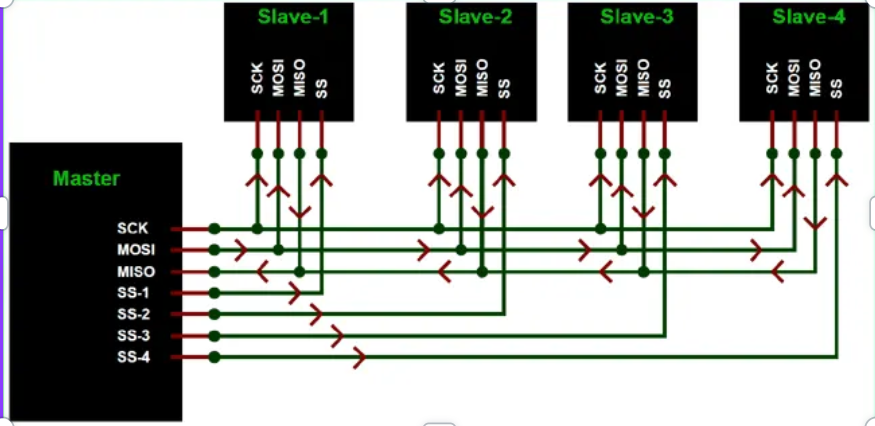 Slave-1
SCK
MOSI
MISO
SS
Slave-2
SCK
MOSI
MISO
SS
Slave-3
SCK
MOSI
MISO
SS
Slave-4
SCK
MOSI
MISO
SS
Master
SCK
MOSI
MISO
SS-1
SS-2
SS-3
SS-4